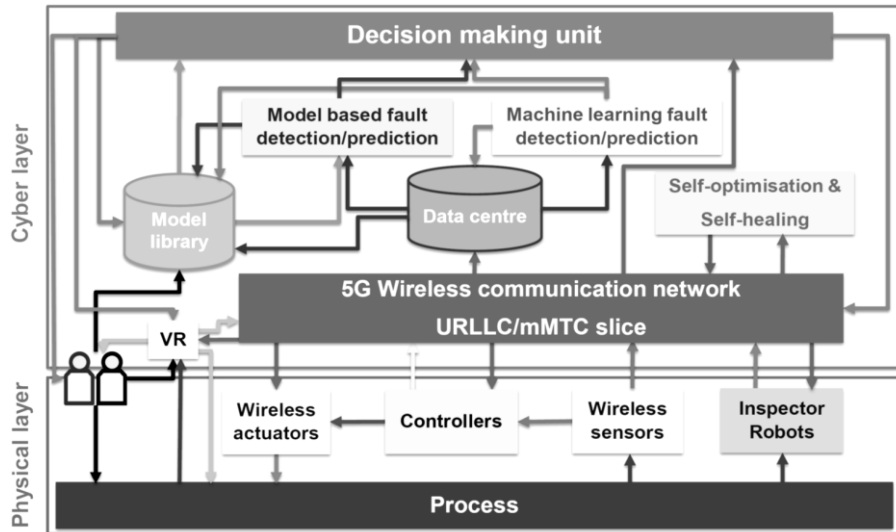 Decision making unit
Model based fault
detection/prediction
Machine learning fault
detection/prediction
Cyber layer
Model
library
Data centre
Self-optimisation &
Self-healing
5G Wireless communication network
URLLC/mMTC slice
VR
Physical layer
Wireless
actuators
Controllers
Wireless
sensors
Inspector
Robots
Process